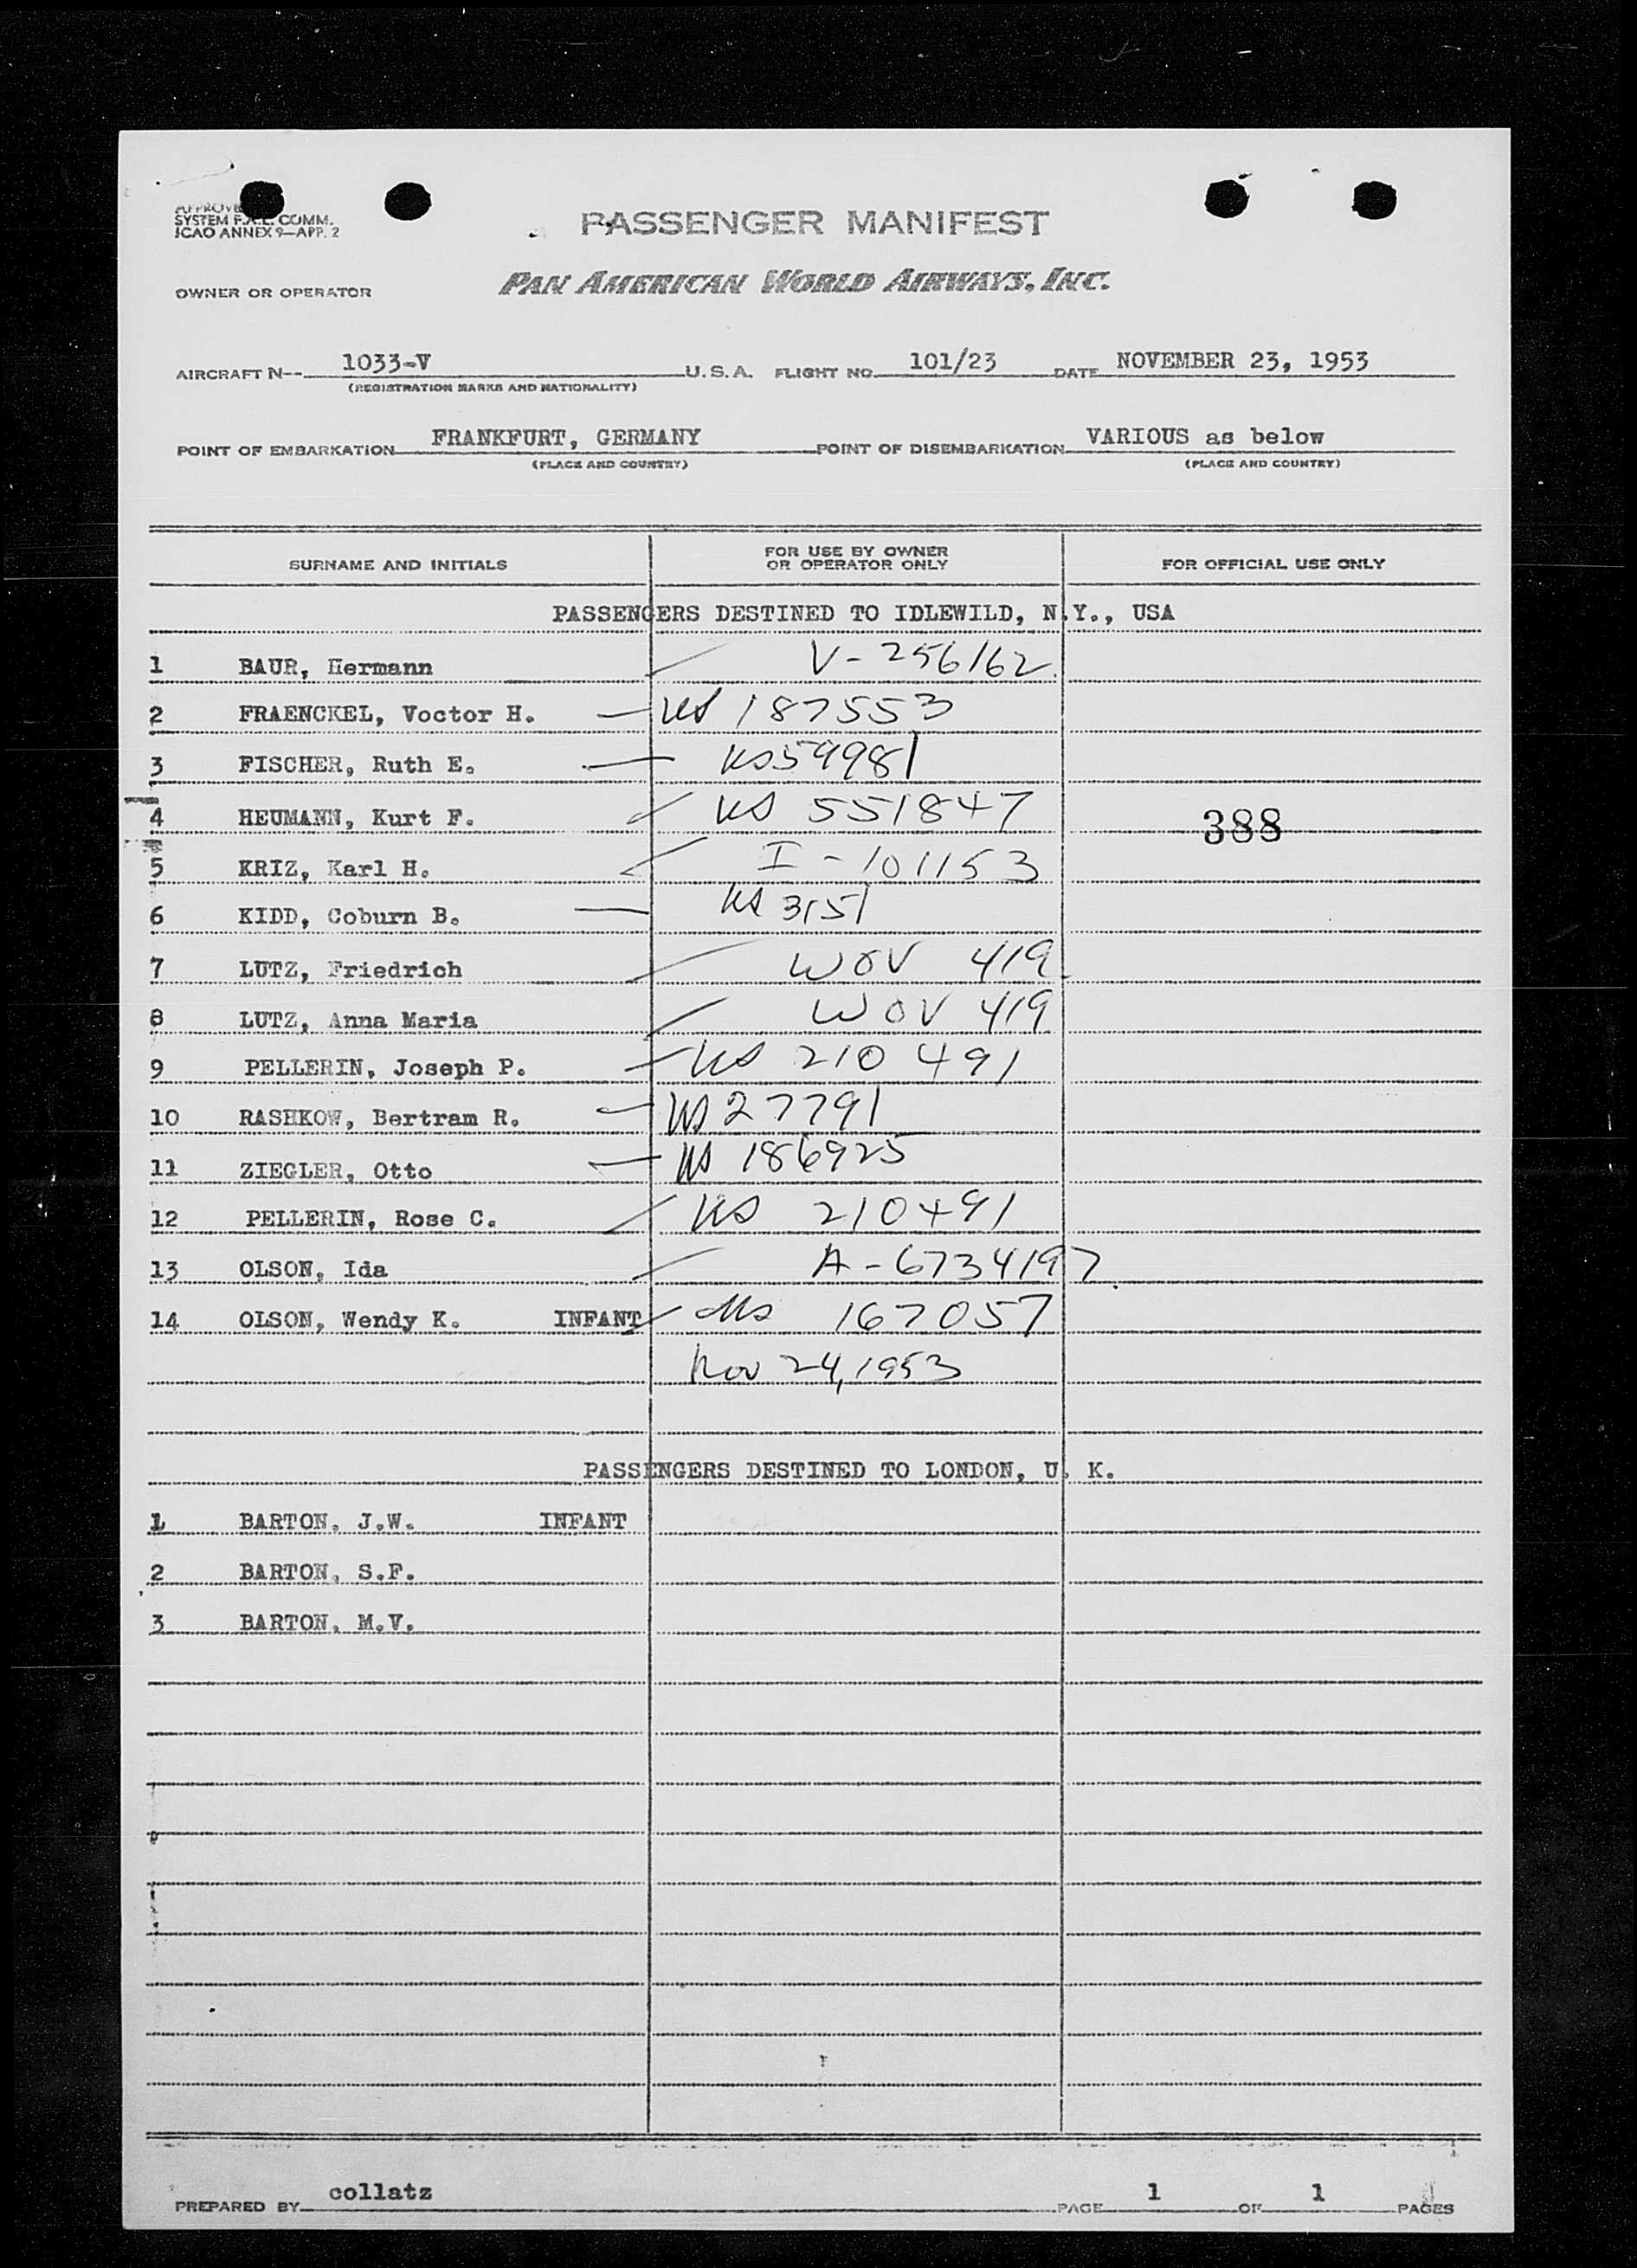 APPROVED
SYSTEM F.A.L. COMM.
ICAO ANNEX 9—APP. 2
PASSENGER MANIFEST
OWNER OR OPERATOR PAN AMERICAN WORLD AIRWAYS, INC.
AIRCRAFT N-- 1033-V U.S.A. FLIGHT NO. 101/23 DATE NOVEMBER 23, 1953
(REGISTRATION MARKS AND NATIONALITY)
POINT OF EMBARKATION FRANKFURT, GERMANY POINT OF DISEMBARKATION VARIOUS as below
(PLACE AND COUNTRY) (PLACE AND COUNTRY)
SURNAME AND INITIALS FOR USE BY OWNER OR OPERATOR ONLY FOR OFFICIAL USE ONLY
PASSENGERS DESTINED TO IDLEWILD, N.Y., USA
1 BAUR, Hermann V-256162
2 FRAENCKEL, Voctor H. US 187553
3 FISCHER, Ruth E. US 59981
4 HEUMANN, Kurt F. US 551847 388
5 KRIZ, Karl H. I-101153
6 KIDD, Coburn B. US 3151
7 LUTZ, Friedrich WOV 419
8 LUTZ, Anna Maria WOV 419
9 PELLERIN, Joseph P. US 210491
10 RASHKOW, Bertram R. US 27791
11 ZIEGLER, Otto US 186925
12 PELLERIN, Rose C. US 210491
13 OLSON, Ida A-6734197
14 OLSON, Wendy K. INFANT US 167057
Nov 24, 1953
PASSENGERS DESTINED TO LONDON, U. K.
1 BARTON, J.W. INFANT
2 BARTON, S.F.
3 BARTON, M.V.
PREPARED BY collatz PAGE 1 OF 1 PAGES